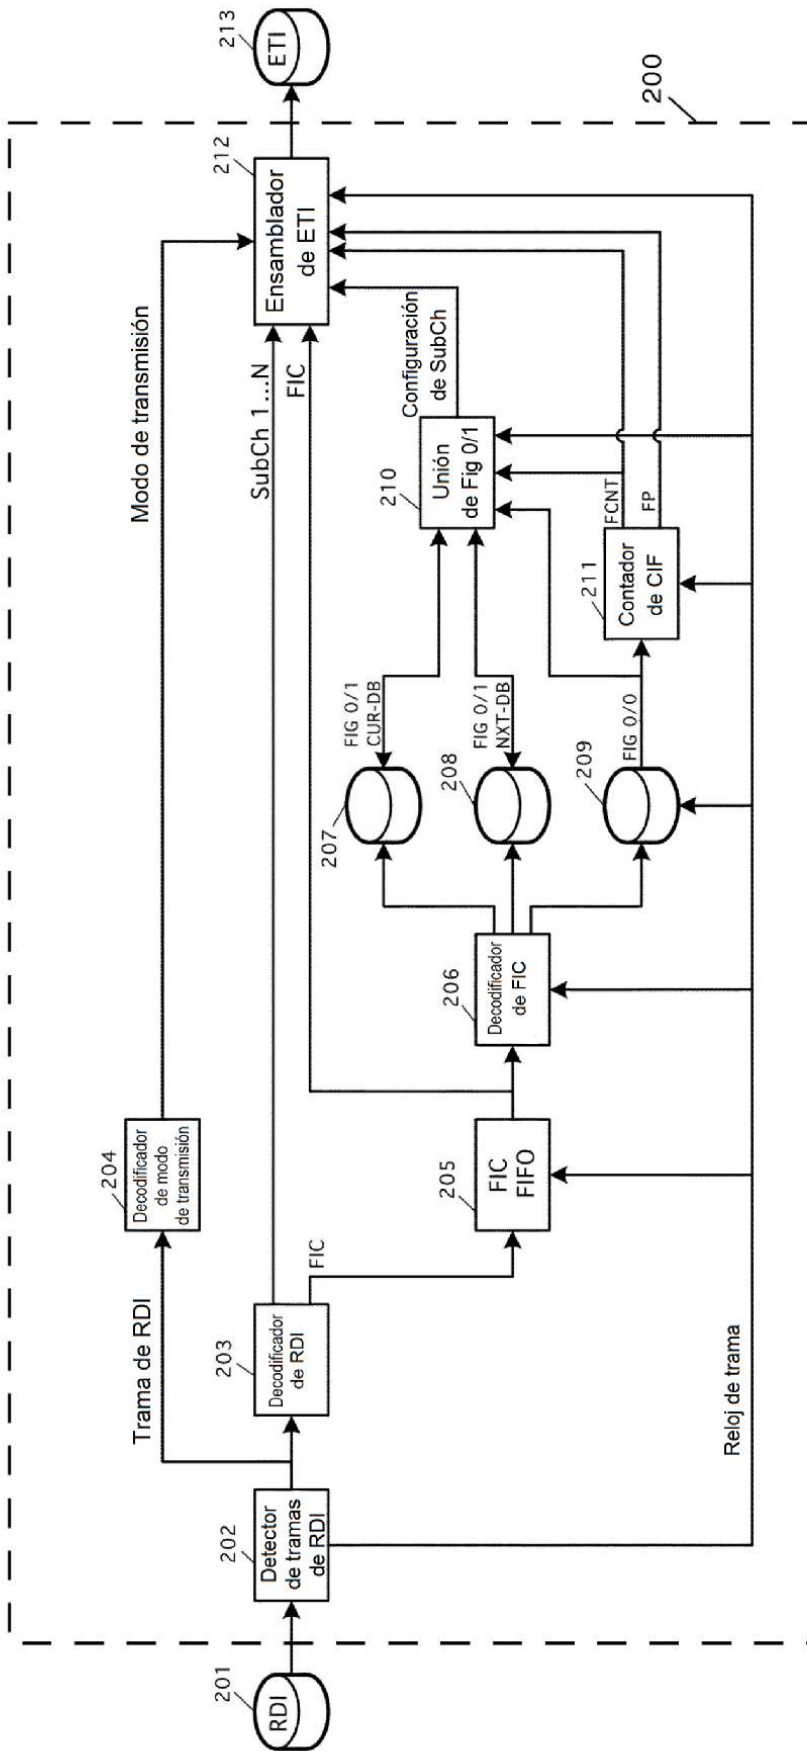 201
RDI
202
Detector
de tramas
de RDI
Trama de RDI
203
Decodificador
de RDI
FIC
204
Decodificador
de modo
de transmisión
Modo de transmisión
205
FIC
FIFO
206
Decodificador
de FIC
207
FIG 0/1
CUR-DB
208
FIG 0/1
NXT-DB
209
FIG 0/0
210
Unión
de Fig 0/1
Configuración
de SubCh
211
Contador
de CIF
FCNT
FP
SubCh 1...N
FIC
212
Ensamblador
de ETI
213
ETI
Reloj de trama
200